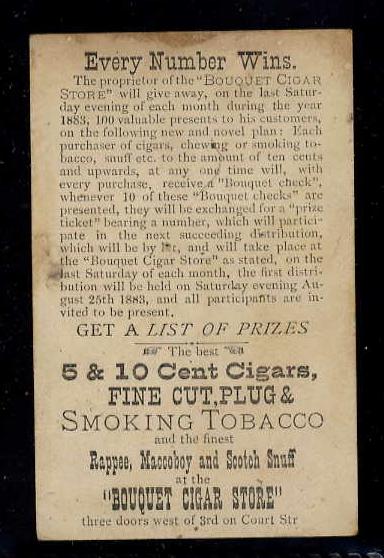 Every Number Wins.
The proprietor of the "BOUQUET CIGAR
STORE" will give away, on the last Satur-
day evening of each month during the year
1883, 100 valuable presents to his customers,
on the following new and novel plan: Each
purchaser of cigars, chewing or smoking to-
bacco, snuff etc. to the amount of ten cents
and upwards, at any one time will, with
every purchase, receive a "Bouquet check",
whenever 10 of these "Bouquet checks" are
presented, they will be exchanged for a "prize
ticket" bearing a number, which will partici-
pate in the next succeeding distribution,
which will be by lot, and will take place at
the "Bouquet Cigar Store" as stated, on the
last Saturday of each month, the first distri-
bution will be held on Saturday evening Au-
gust 25th 1883, and all participants are in-
vited to be present.
GET A LIST OF PRIZES
The best
5 & 10 Cent Cigars,
FINE CUT, PLUG &
SMOKING TOBACCO
and the finest
Rappee, Maccoboy and Scotch Snuff
at the
"BOUQUET CIGAR STORE"
three doors west of 3rd on Court Str